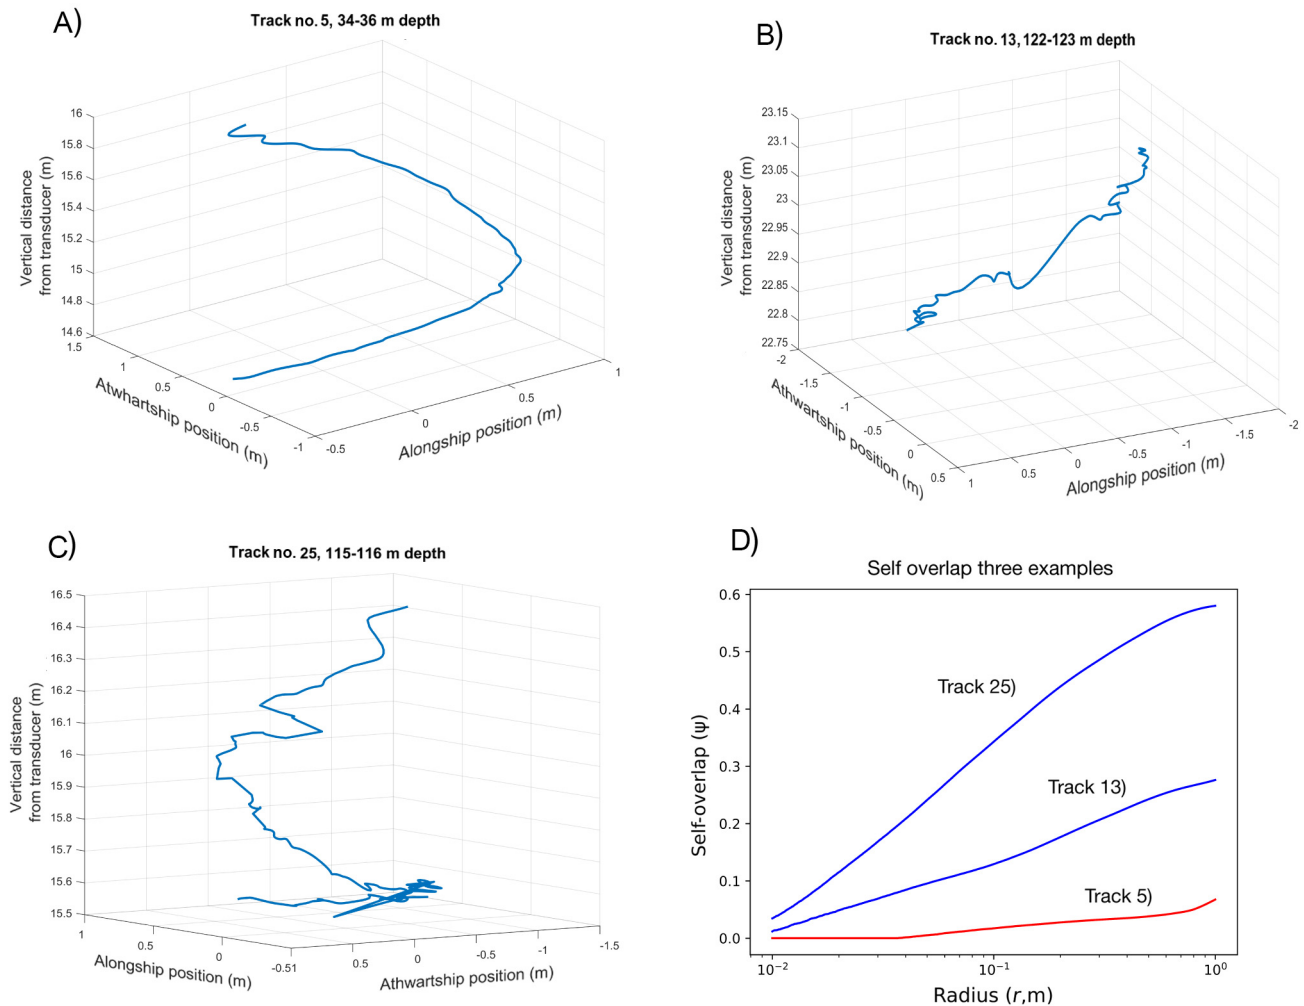 A)
Track no. 5, 34-36 m depth
Vertical distance
from transducer (m)
16
15.8
15.6
15.4
15.2
15
14.8
14.6
1.5
1
0.5
0
-0.5
-1
Atwhartship position (m)
-0.5
0
0.5
1
Alongship position (m)
B)
Track no. 13, 122-123 m depth
Vertical distance
from transducer (m)
23.15
23.1
23.05
23
22.95
22.9
22.85
22.8
22.75
-2
-1.5
-1
-0.5
0
0.5
Athwartship position (m)
1
0.5
0
-0.5
-1
-1.5
-2
Alongship position (m)
C)
Track no. 25, 115-116 m depth
Vertical distance
from transducer (m)
16.5
16.4
16.3
16.2
16.1
16
15.9
15.8
15.7
15.6
15.5
1
0.5
0
-0.51
Alongship position (m)
0.5
0
-0.5
-1
-1.5
Athwartship position (m)
D)
Self overlap three examples
Self-overlap (ψ)
0.6
0.5
0.4
0.3
0.2
0.1
0.0
Track 25)
Track 13)
Track 5)
10⁻²
10⁻¹
10⁰
Radius (r,m)